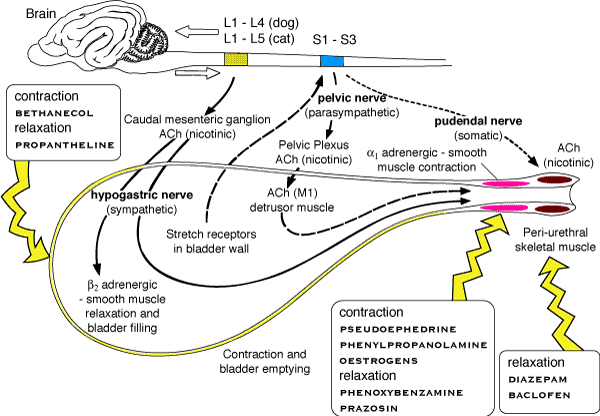 Brain
L1 - L4 (dog)
L1 - L5 (cat)
S1 - S3
contraction
BETHANECOL
relaxation
PROPANTHELINE
Caudal mesenteric ganglion
ACh (nicotinic)
pelvic nerve
(parasympathetic)
pudendal nerve
(somatic)
Pelvic Plexus
ACh (nicotinic)
α1 adrenergic - smooth
muscle contraction
ACh
(nicotinic)
hypogastric nerve
(sympathetic)
ACh (M1)
detrusor muscle
Stretch receptors
in bladder wall
Peri-urethral
skeletal muscle
β2 adrenergic
- smooth muscle
relaxation and
bladder filling
Contraction and
bladder emptying
contraction
PSEUDOEPHEDRINE
PHENYLPROPANOLAMINE
OESTROGENS
relaxation
PHENOXYBENZAMINE
PRAZOSIN
relaxation
DIAZEPAM
BACLOFEN